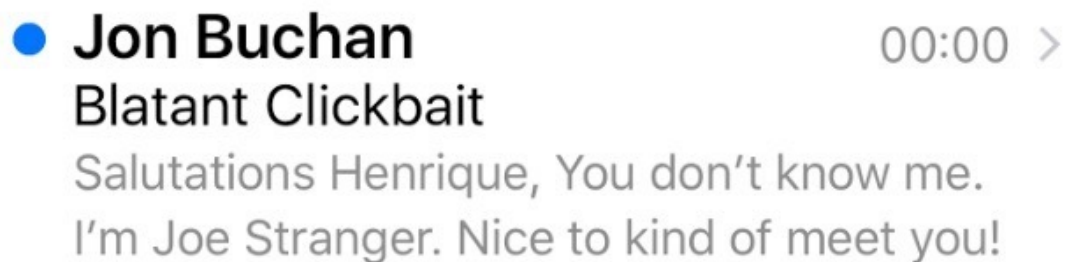 Jon Buchan
00:00
Blatant Clickbait
Salutations Henrique, You don’t know me.
I’m Joe Stranger. Nice to kind of meet you!